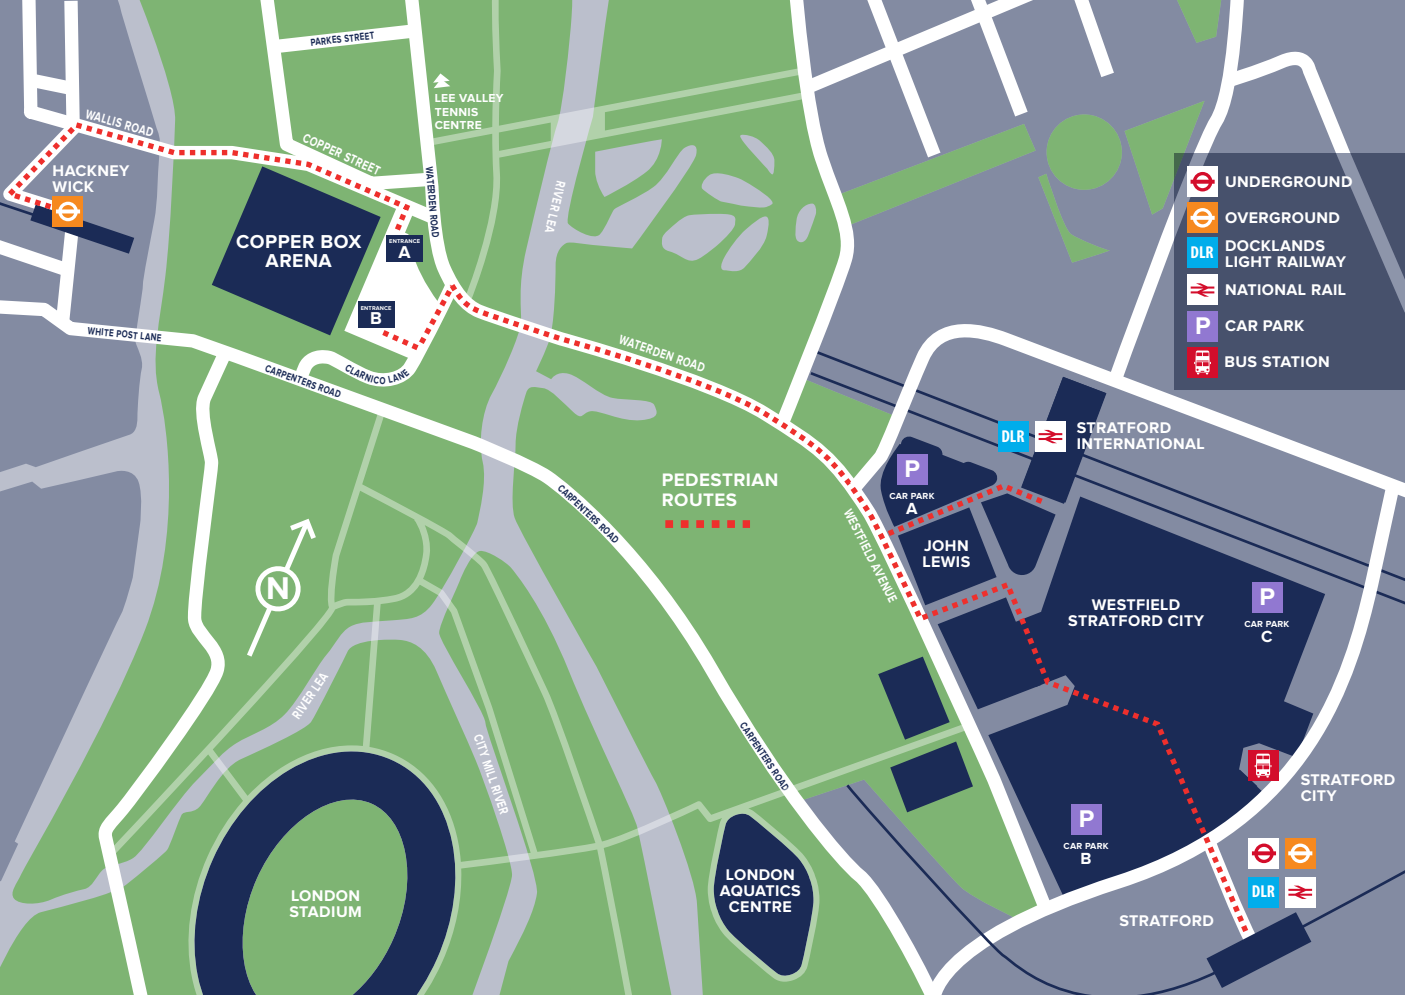 PARKES STREET
LEE VALLEY
TENNIS
CENTRE
WALLIS ROAD
COPPER STREET
HACKNEY
WICK
WATERDEN ROAD
RIVER LEA
COPPER BOX
ARENA
ENTRANCE
A
ENTRANCE
B
WHITE POST LANE
CARPENTERS ROAD
CLARNICO LANE
WATERDEN ROAD
UNDERGROUND
OVERGROUND
DLR
DOCKLANDS
LIGHT RAILWAY
NATIONAL RAIL
P
CAR PARK
BUS STATION
DLR
STRATFORD
INTERNATIONAL
P
CAR PARK
A
PEDESTRIAN
ROUTES
CARPENTERS ROAD
WESTFIELD AVENUE
JOHN
LEWIS
N
WESTFIELD
STRATFORD CITY
P
CAR PARK
C
RIVER LEA
CITY MILL RIVER
CARPENTERS ROAD
STRATFORD
CITY
P
CAR PARK
B
LONDON
STADIUM
LONDON
AQUATICS
CENTRE
DLR
STRATFORD